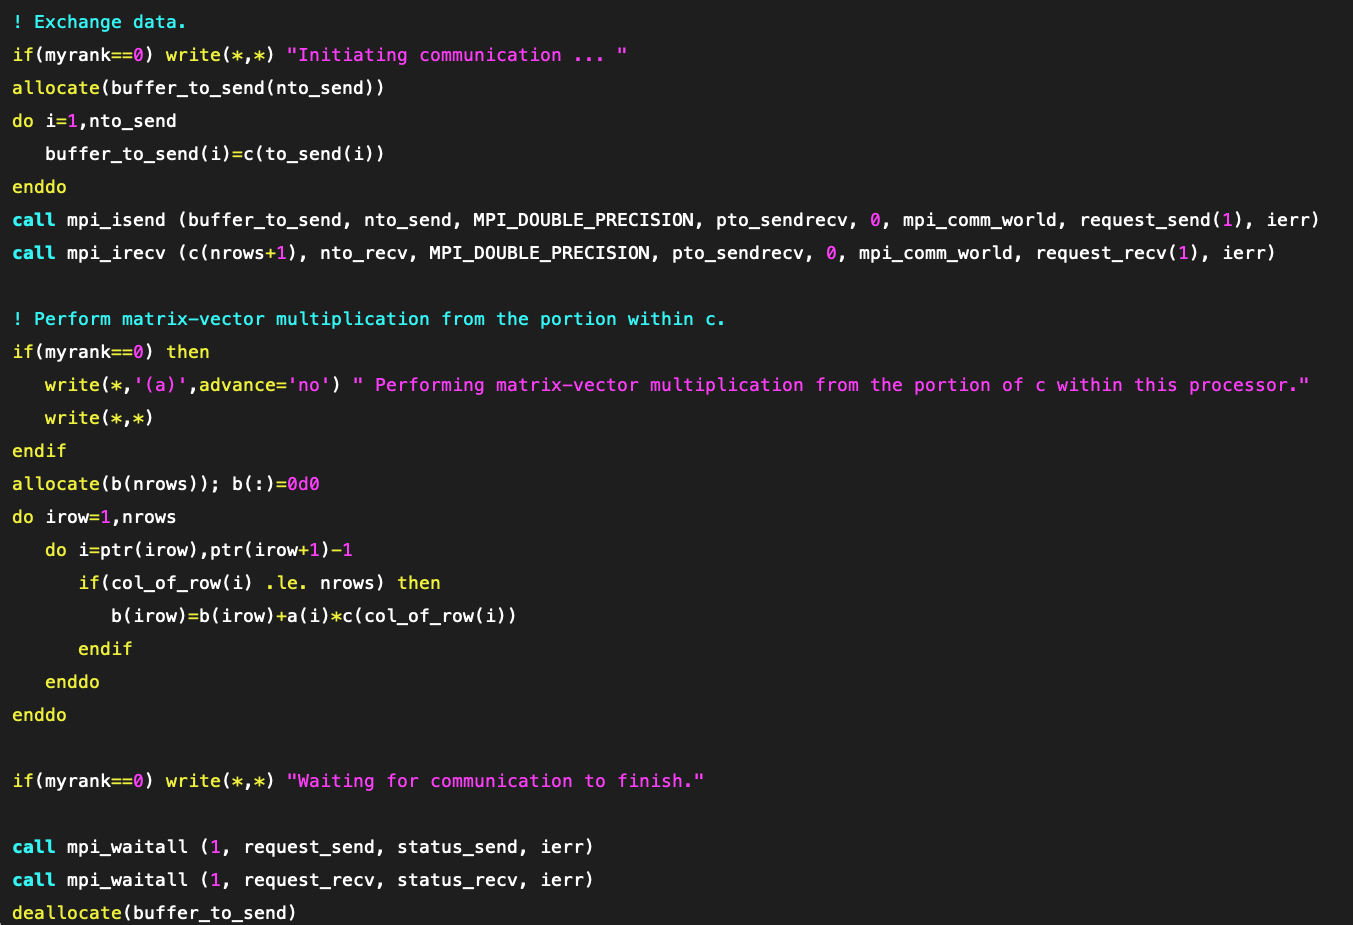 ! Exchange data.
if(myrank==0) write(*,*) "Initiating communication ... "
allocate(buffer_to_send(nto_send))
do i=1,nto_send
   buffer_to_send(i)=c(to_send(i))
enddo
call mpi_isend (buffer_to_send, nto_send, MPI_DOUBLE_PRECISION, pto_sendrecv, 0, mpi_comm_world, request_send(1), ierr)
call mpi_irecv (c(nrows+1), nto_recv, MPI_DOUBLE_PRECISION, pto_sendrecv, 0, mpi_comm_world, request_recv(1), ierr)

! Perform matrix-vector multiplication from the portion within c.
if(myrank==0) then
   write(*,'(a)',advance='no') " Performing matrix-vector multiplication from the portion of c within this processor."
   write(*,*)
endif
allocate(b(nrows)); b(:)=0d0
do irow=1,nrows
   do i=ptr(irow),ptr(irow+1)-1
      if(col_of_row(i) .le. nrows) then
         b(irow)=b(irow)+a(i)*c(col_of_row(i))
      endif
   enddo
enddo

if(myrank==0) write(*,*) "Waiting for communication to finish."

call mpi_waitall (1, request_send, status_send, ierr)
call mpi_waitall (1, request_recv, status_recv, ierr)
deallocate(buffer_to_send)